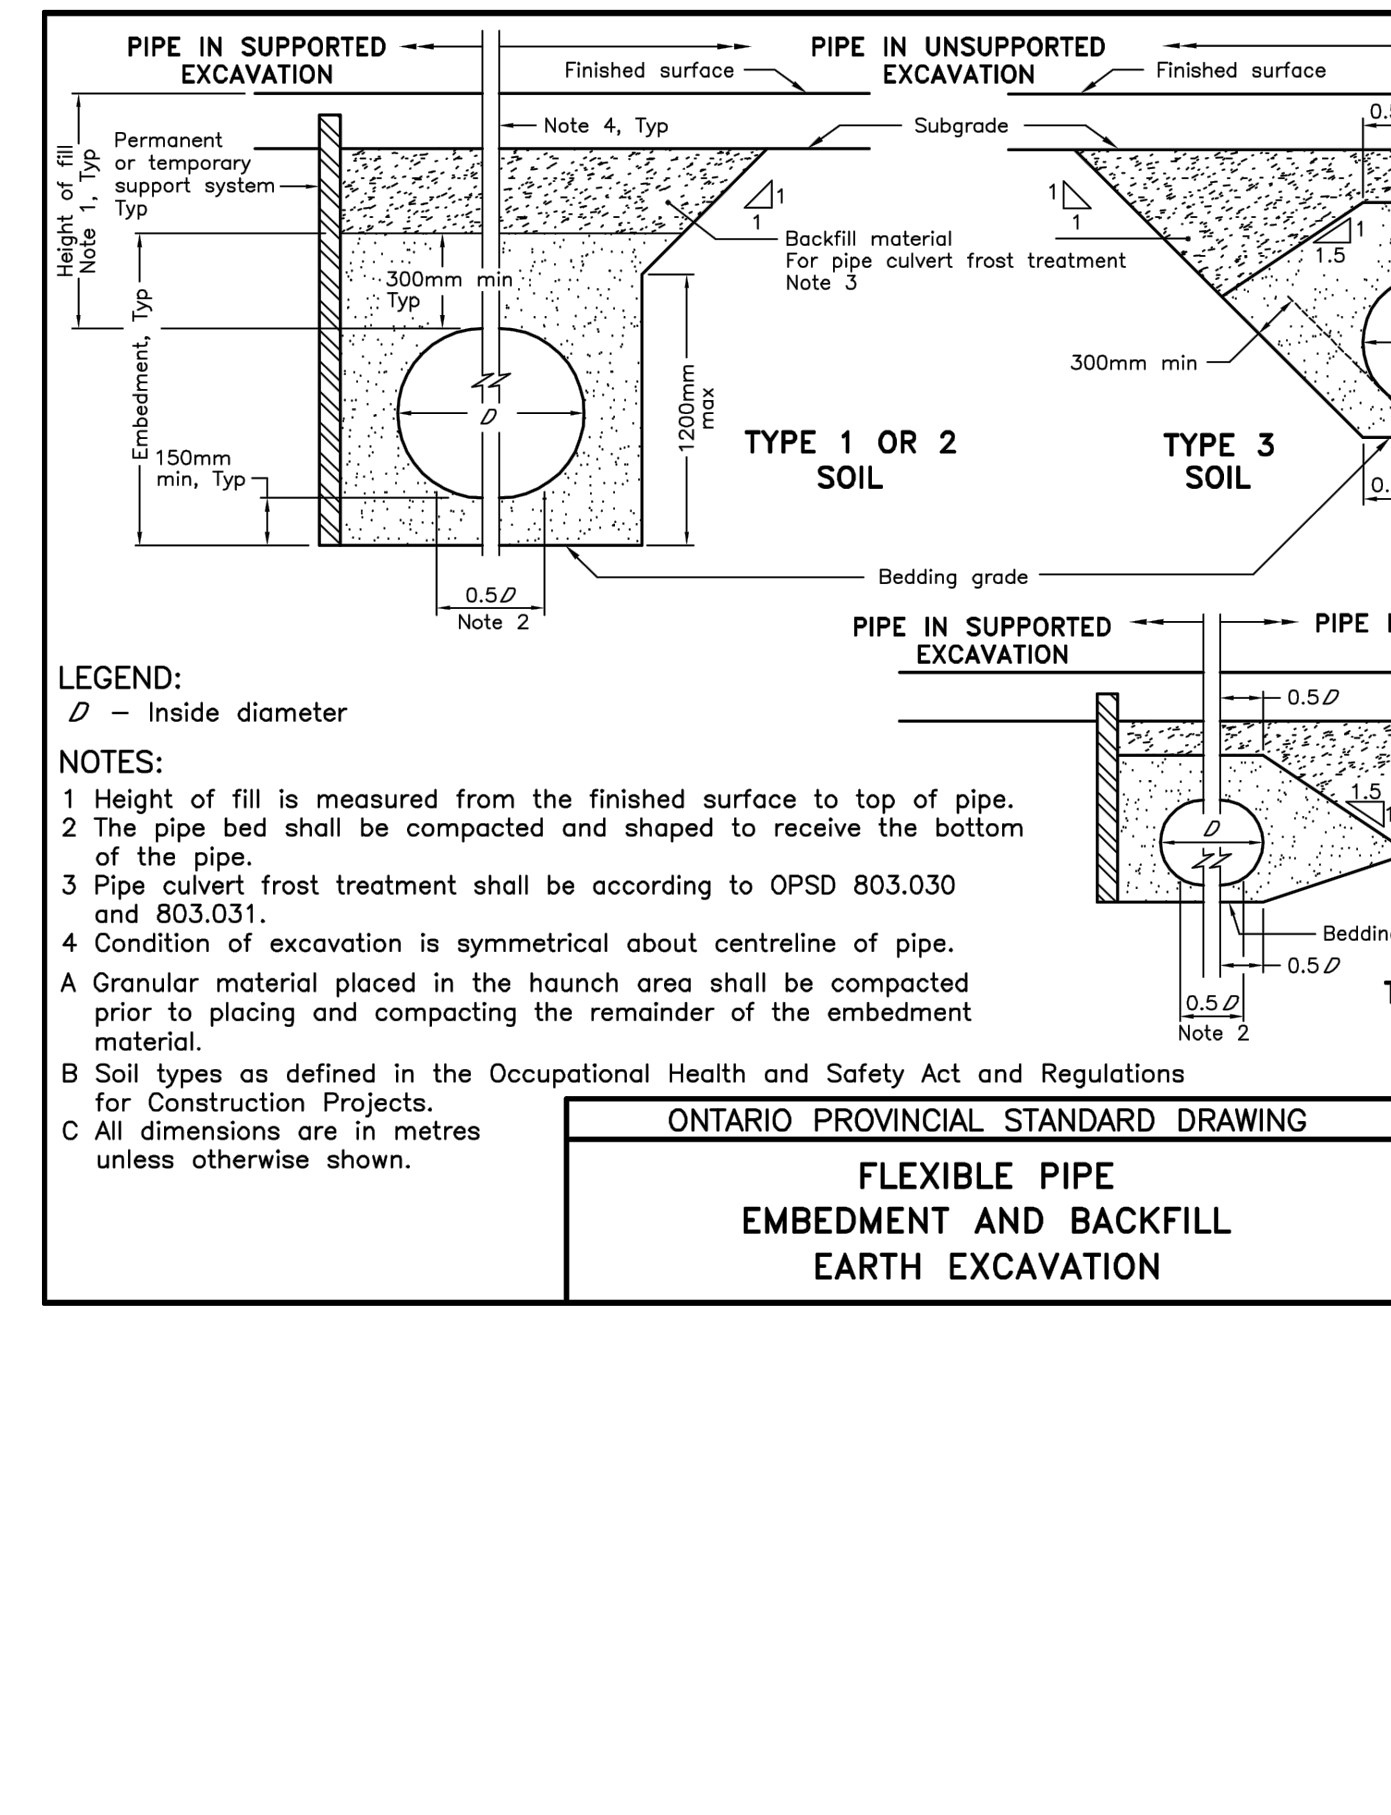 PIPE IN SUPPORTED
EXCAVATION
PIPE IN UNSUPPORTED
EXCAVATION
Finished surface
Finished surface
Note 4, Typ
Subgrade
Permanent
or temporary
support system
Typ
Height of fill
Note 1, Typ
1
1
1
1
Backfill material
For pipe culvert frost treatment
Note 3
1
1.5
300mm min
Typ
Embedment, Typ
300mm min
1200mm
max
D
TYPE 1 OR 2
SOIL
TYPE 3
SOIL
150mm
min, Typ
Bedding grade
0.5D
Note 2
PIPE IN SUPPORTED
EXCAVATION
PIPE
0.5D
1.5
1
D
Bedding
0.5D
0.5D
Note 2
LEGEND:
D – Inside diameter
NOTES:
1 Height of fill is measured from the finished surface to top of pipe.
2 The pipe bed shall be compacted and shaped to receive the bottom
of the pipe.
3 Pipe culvert frost treatment shall be according to OPSD 803.030
and 803.031.
4 Condition of excavation is symmetrical about centreline of pipe.
A Granular material placed in the haunch area shall be compacted
prior to placing and compacting the remainder of the embedment
material.
B Soil types as defined in the Occupational Health and Safety Act and Regulations
for Construction Projects.
C All dimensions are in metres
unless otherwise shown.
ONTARIO PROVINCIAL STANDARD DRAWING
FLEXIBLE PIPE
EMBEDMENT AND BACKFILL
EARTH EXCAVATION